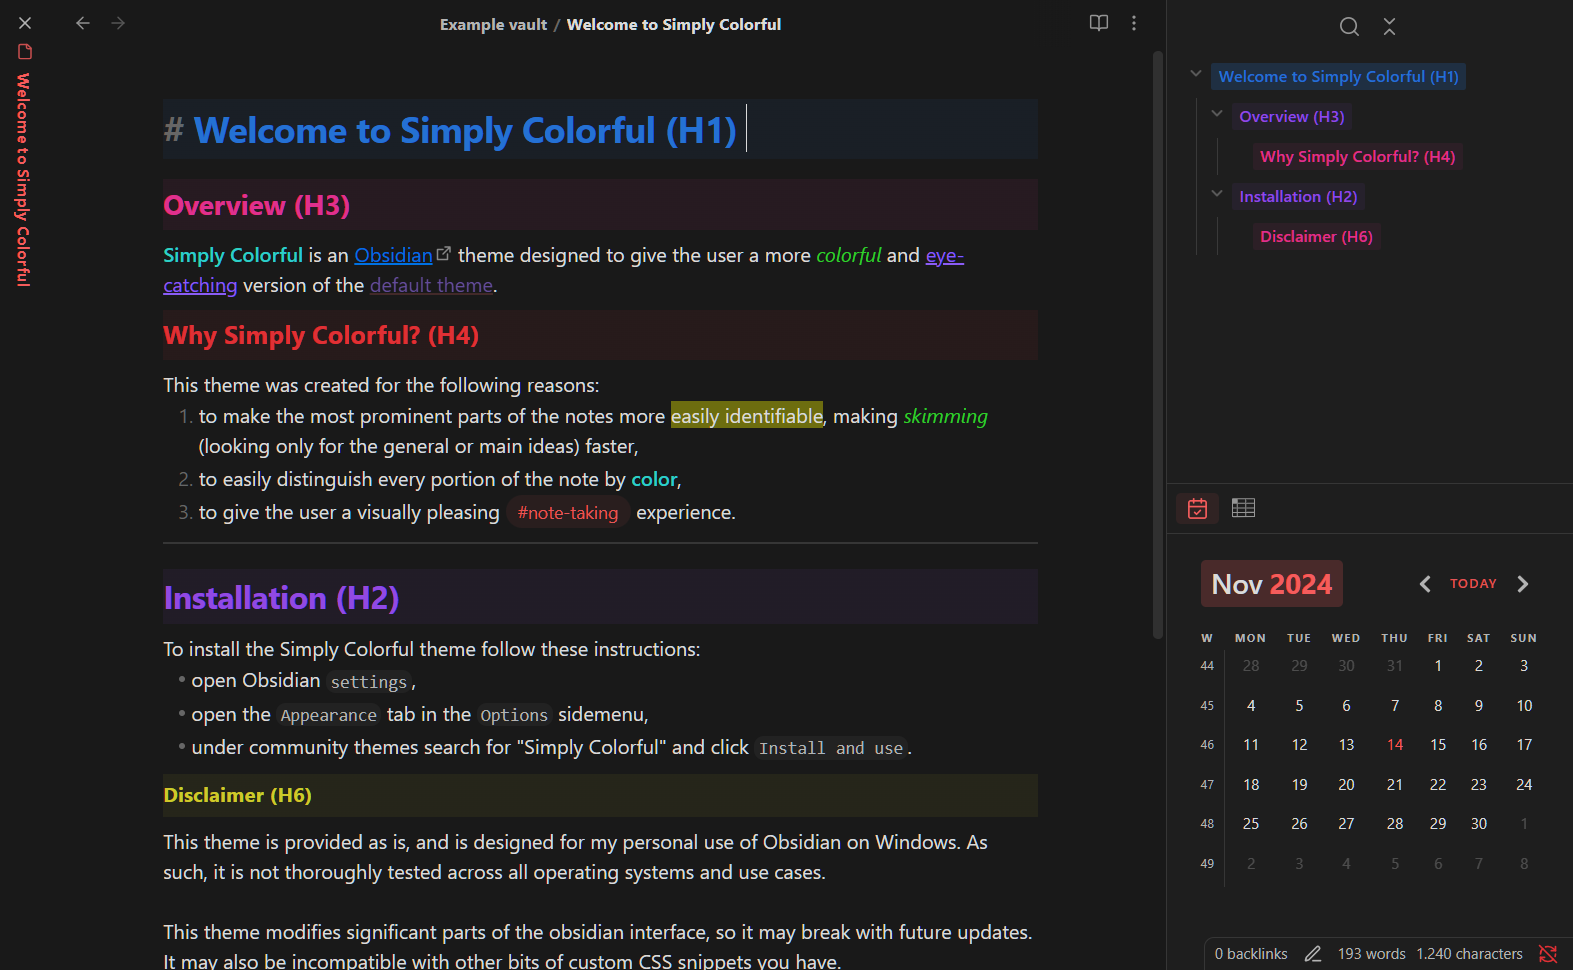 Welcome to Simply Colorful
Example vault / Welcome to Simply Colorful
# Welcome to Simply Colorful (H1)
Overview (H3)
Simply Colorful is an Obsidian theme designed to give the user a more colorful and eye-
catching version of the default theme.
Why Simply Colorful? (H4)
This theme was created for the following reasons:
1. to make the most prominent parts of the notes more easily identifiable, making skimming
(looking only for the general or main ideas) faster,
2. to easily distinguish every portion of the note by color,
3. to give the user a visually pleasing #note-taking experience.
Installation (H2)
To install the Simply Colorful theme follow these instructions:
• open Obsidian settings,
• open the Appearance tab in the Options sidemenu,
• under community themes search for "Simply Colorful" and click Install and use.
Disclaimer (H6)
This theme is provided as is, and is designed for my personal use of Obsidian on Windows. As
such, it is not thoroughly tested across all operating systems and use cases.
This theme modifies significant parts of the obsidian interface, so it may break with future updates.
It may also be incompatible with other bits of custom CSS snippets you have.
Welcome to Simply Colorful (H1)
Overview (H3)
Why Simply Colorful? (H4)
Installation (H2)
Disclaimer (H6)
Nov 2024
TODAY
W MON TUE WED THU FRI SAT SUN
44 28 29 30 31 1 2 3
45 4 5 6 7 8 9 10
46 11 12 13 14 15 16 17
47 18 19 20 21 22 23 24
48 25 26 27 28 29 30 1
49 2 3 4 5 6 7 8
0 backlinks 193 words 1.240 characters